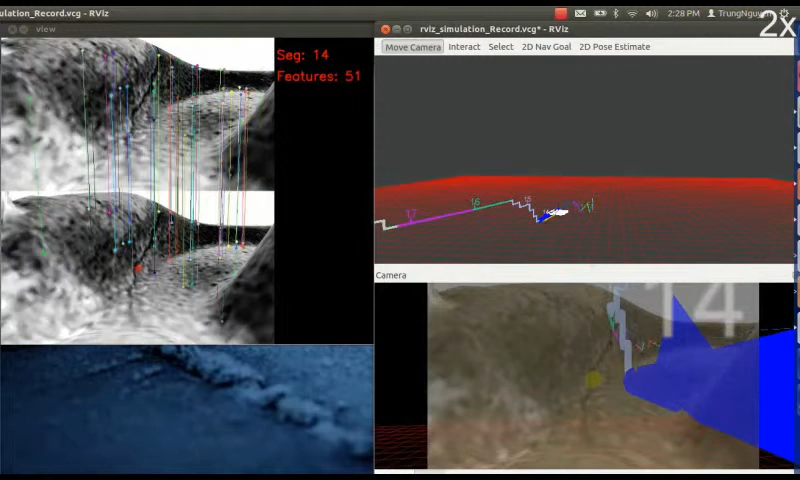 ulation_Record.vcg - RViz
2:28 PM
TrungNguy
2x
view
rviz_simulation_Record.vcg* - RViz
Move Camera Interact Select 2D Nav Goal 2D Pose Estimate
Seg: 14
Features: 51
17 16 15
Camera
14